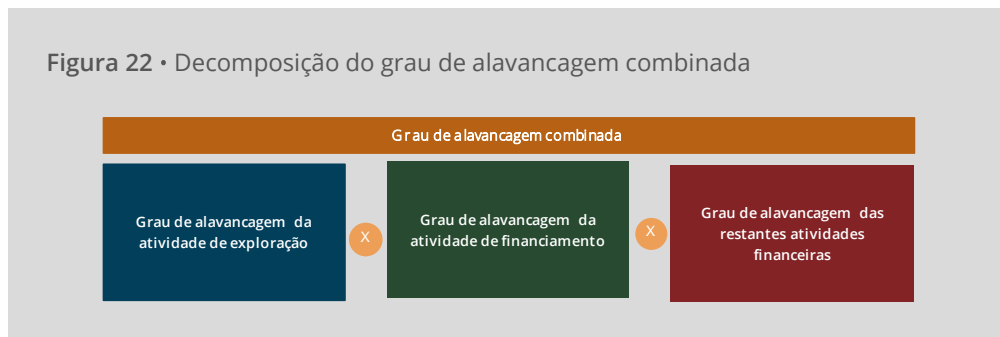 Figura 22 • Decomposição do grau de alavancagem combinada
Grau de alavancagem combinada
Grau de alavancagem da
atividade de exploração
X
Grau de alavancagem da
atividade de financiamento
X
Grau de alavancagem das
restantes atividades
financeiras